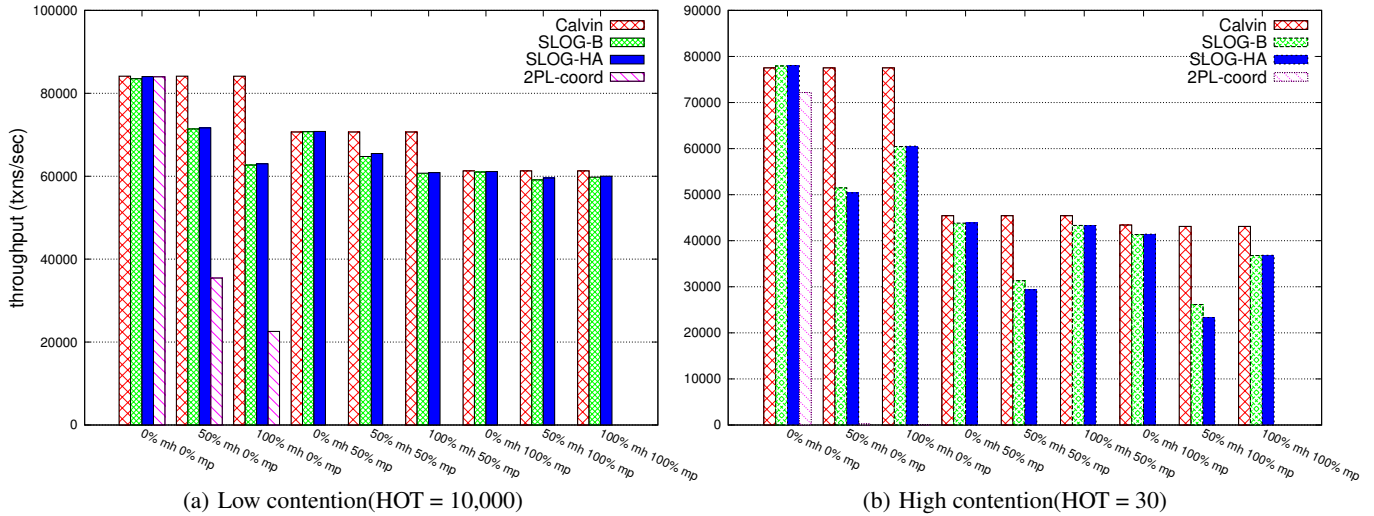 throughput (txns/sec)
100000
80000
60000
40000
20000
0
Calvin
SLOG-B
SLOG-HA
2PL-coord
0% mh 0% mp
50% mh 0% mp
100% mh 0% mp
0% mh 50% mp
50% mh 50% mp
100% mh 50% mp
0% mh 100% mp
50% mh 100% mp
100% mh 100% mp
(a) Low contention(HOT = 10,000)
90000
80000
70000
60000
50000
40000
30000
20000
10000
0
Calvin
SLOG-B
SLOG-HA
2PL-coord
0% mh 0% mp
50% mh 0% mp
100% mh 0% mp
0% mh 50% mp
50% mh 50% mp
100% mh 50% mp
0% mh 100% mp
50% mh 100% mp
100% mh 100% mp
(b) High contention(HOT = 30)